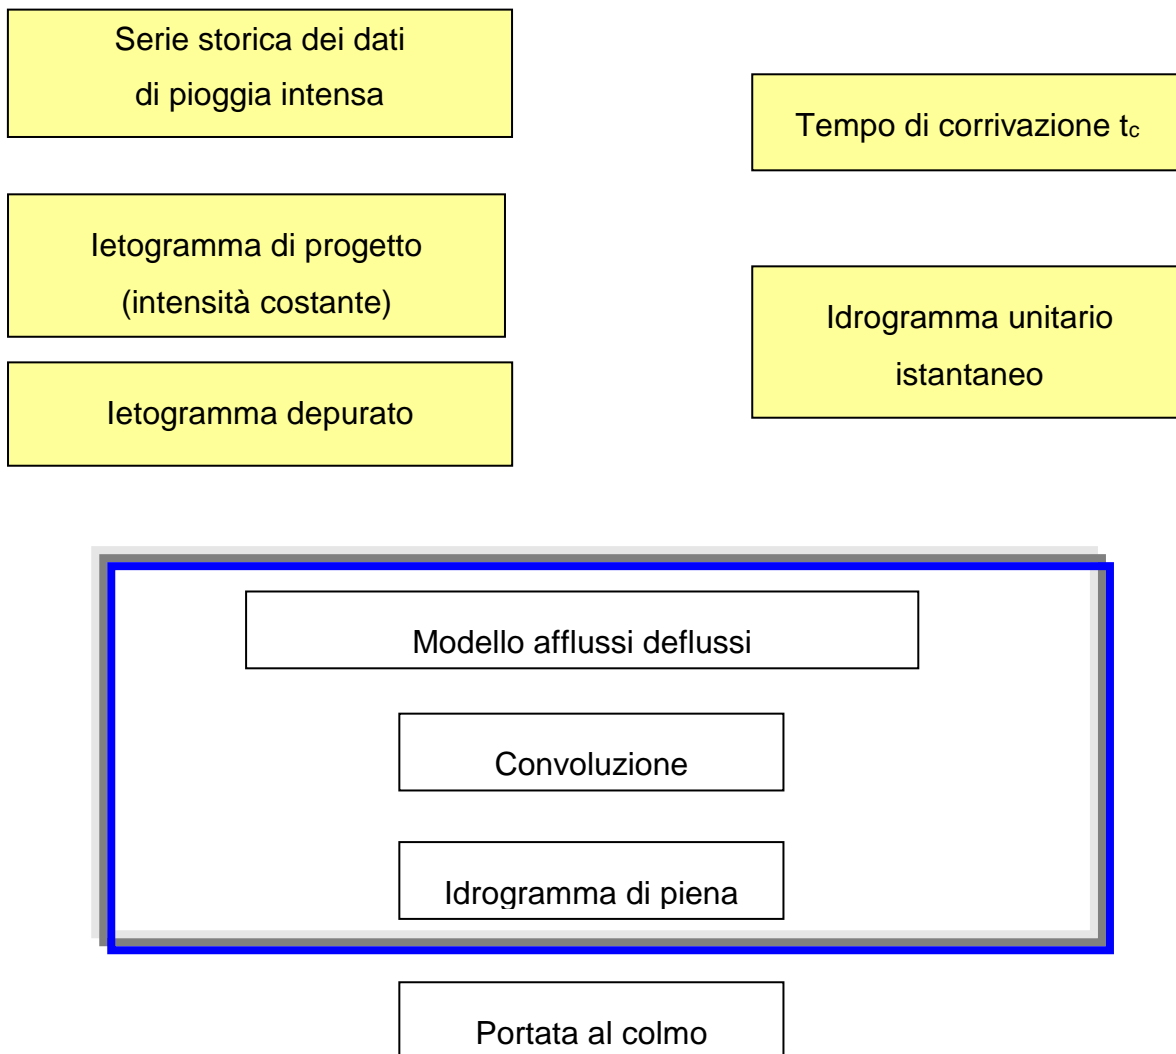 Serie storica dei dati
di pioggia intensa
Tempo di corrivazione tc
Ietogramma di progetto
(intensità costante)
Idrogramma unitario
istantaneo
Ietogramma depurato
Modello afflussi deflussi
Convoluzione
Idrogramma di piena
Portata al colmo